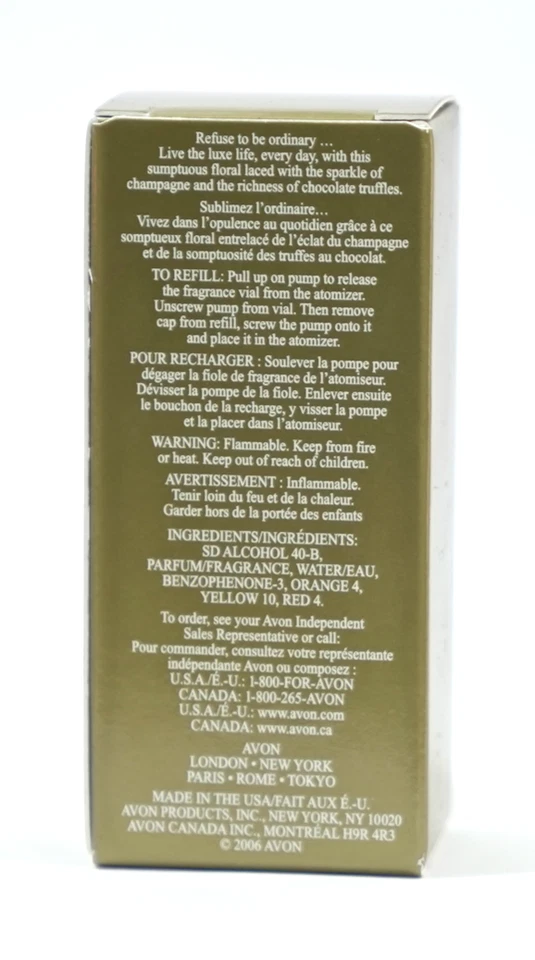 Refuse to be ordinary ...
Live the luxe life, every day, with this
sumptuous floral laced with the sparkle of
champagne and the richness of chocolate truffles.
Sublimez l'ordinaire...
Vivez dans l'opulence au quotidien grâce à ce
somptueux floral entrelacé de l'éclat du champagne
et de la somptuosité des truffes au chocolat.
TO REFILL: Pull up on pump to release
the fragrance vial from the atomizer.
Unscrew pump from vial. Then remove
cap from refill, screw the pump onto it
and place it in the atomizer.
POUR RECHARGER : Soulever la pompe pour
dégager la fiole de fragrance de l'atomiseur.
Dévisser la pompe de la fiole. Enlever ensuite
le bouchon de la recharge, y visser la pompe
et la placer dans l'atomiseur.
WARNING: Flammable. Keep from fire
or heat. Keep out of reach of children.
AVERTISSEMENT : Inflammable.
Tenir loin du feu et de la chaleur.
Garder hors de la portée des enfants
INGREDIENTS/INGRÉDIENTS:
SD ALCOHOL 40-B,
PARFUM/FRAGRANCE, WATER/EAU,
BENZOPHENONE-3, ORANGE 4,
YELLOW 10, RED 4.
To order, see your Avon Independent
Sales Representative or call:
Pour commander, consultez votre représentante
indépendante Avon ou composez :
U.S.A./É.-U.: 1-800-FOR-AVON
CANADA: 1-800-265-AVON
U.S.A./É.-U.: www.avon.com
CANADA: www.avon.ca
AVON
LONDON • NEW YORK
PARIS • ROME • TOKYO
MADE IN THE USA/FAIT AUX É.-U.
AVON PRODUCTS, INC., NEW YORK, NY 10020
AVON CANADA INC., MONTRÉAL H9R 4R3
© 2006 AVON